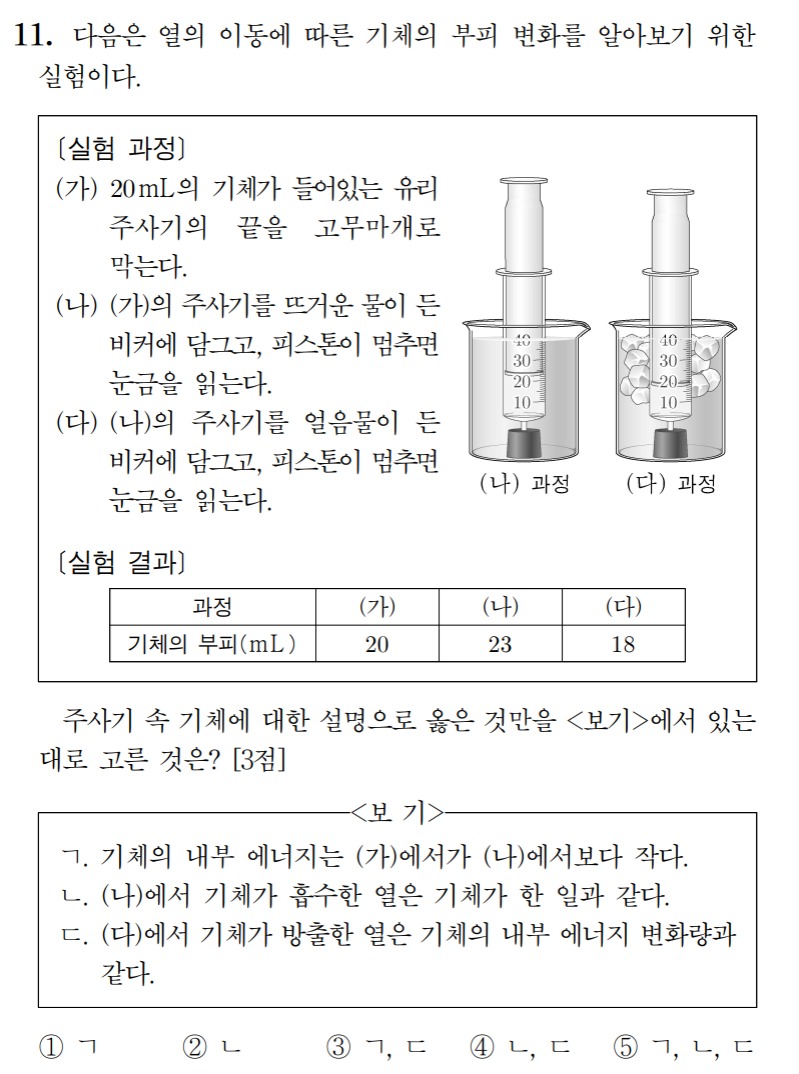 11. 다음은 열의 이동에 따른 기체의 부피 변화를 알아보기 위한
실험이다.
[실험 과정]
(가) 20mL의 기체가 들어있는 유리
주사기의 끝을 고무마개로
막는다.
(나) (가)의 주사기를 뜨거운 물이 든
비커에 담그고, 피스톤이 멈추면
눈금을 읽는다.
(다) (나)의 주사기를 얼음물이 든
비커에 담그고, 피스톤이 멈추면
눈금을 읽는다.
40
30
20
10
(나) 과정
40
30
20
10
(다) 과정
[실험 결과]
과정 (가) (나) (다)
기체의 부피(mL) 20 23 18
주사기 속 기체에 대한 설명으로 옳은 것만을 <보기>에서 있는
대로 고른 것은? [3점]
<보 기>
ㄱ. 기체의 내부 에너지는 (가)에서가 (나)에서보다 작다.
ㄴ. (나)에서 기체가 흡수한 열은 기체가 한 일과 같다.
ㄷ. (다)에서 기체가 방출한 열은 기체의 내부 에너지 변화량과
같다.
① ㄱ ② ㄴ ③ ㄱ, ㄷ ④ ㄴ, ㄷ ⑤ ㄱ, ㄴ, ㄷ